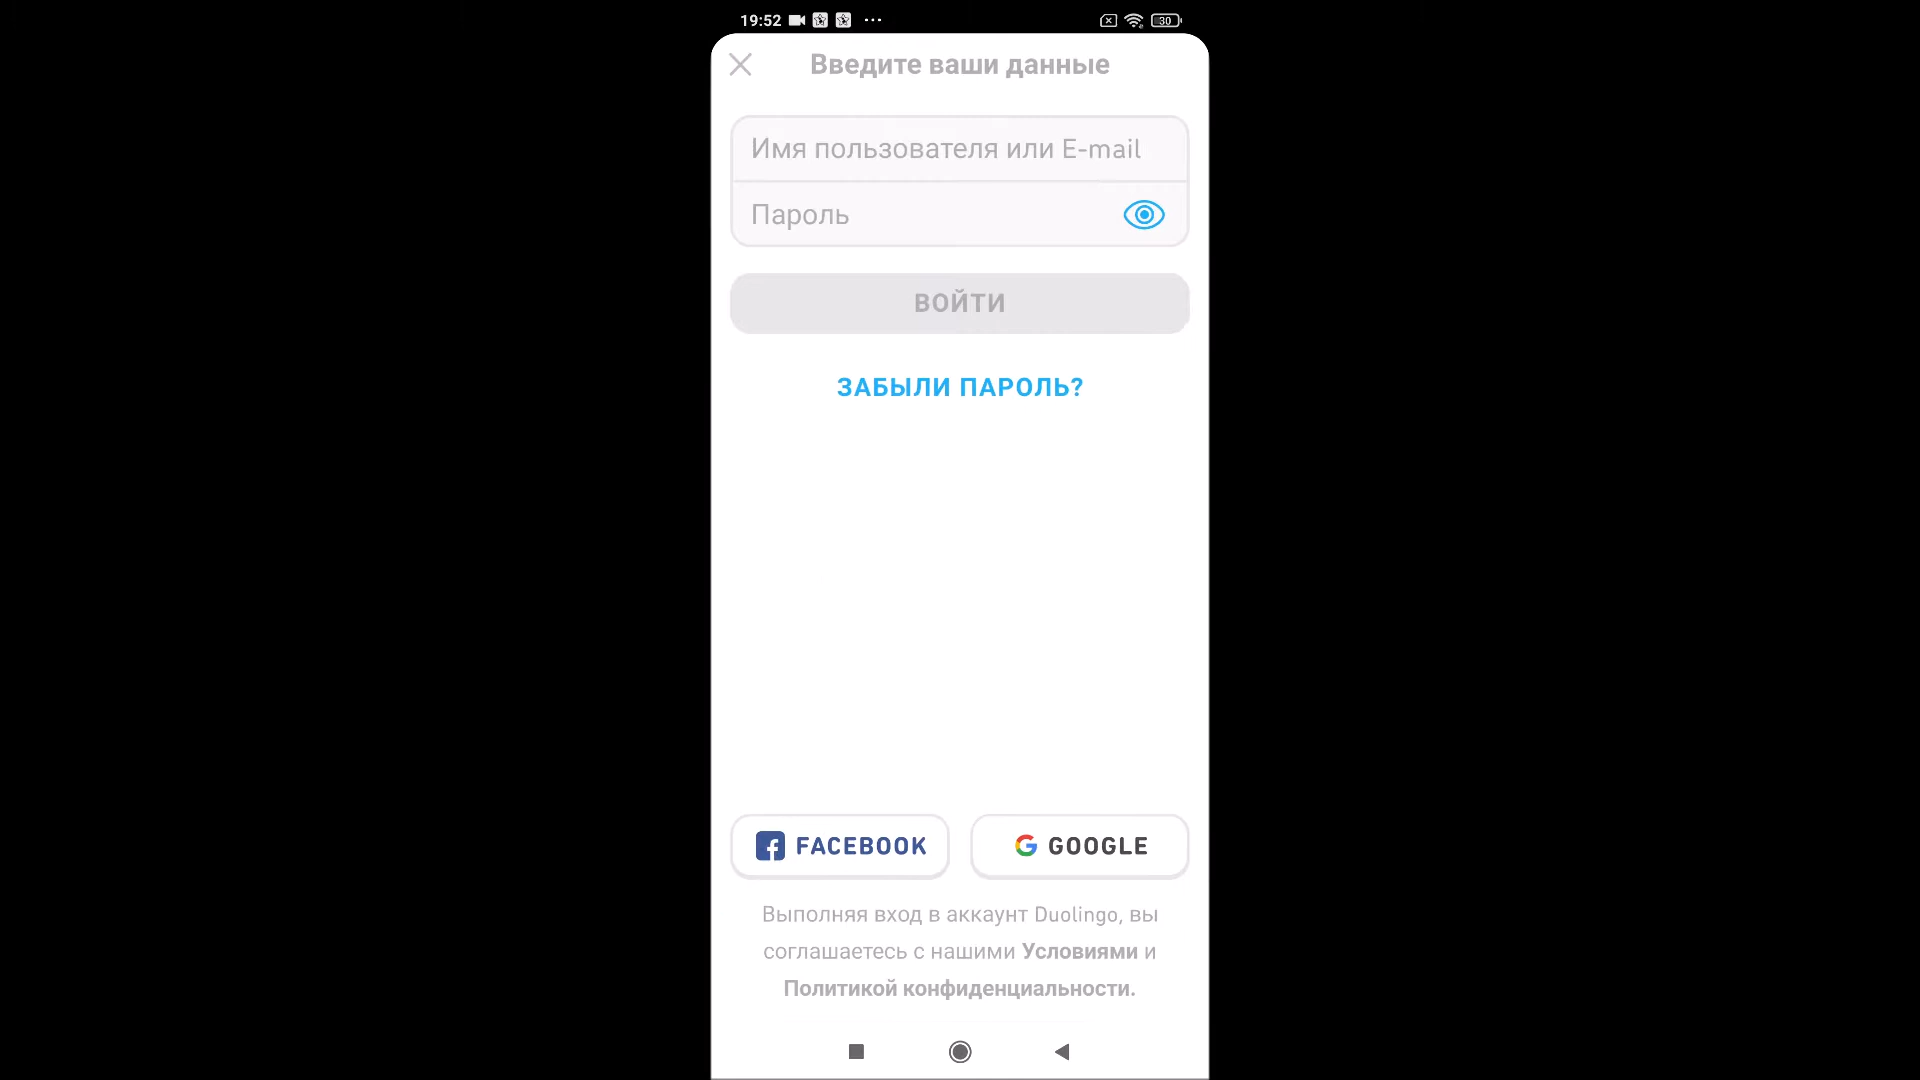 19:52
30
Введите ваши данные
Имя пользователя или E-mail
Пароль
ВОЙТИ
ЗАБЫЛИ ПАРОЛЬ?
FACEBOOK
GOOGLE
Выполняя вход в аккаунт Duolingo, вы
соглашаетесь с нашими Условиями и
Политикой конфиденциальности.